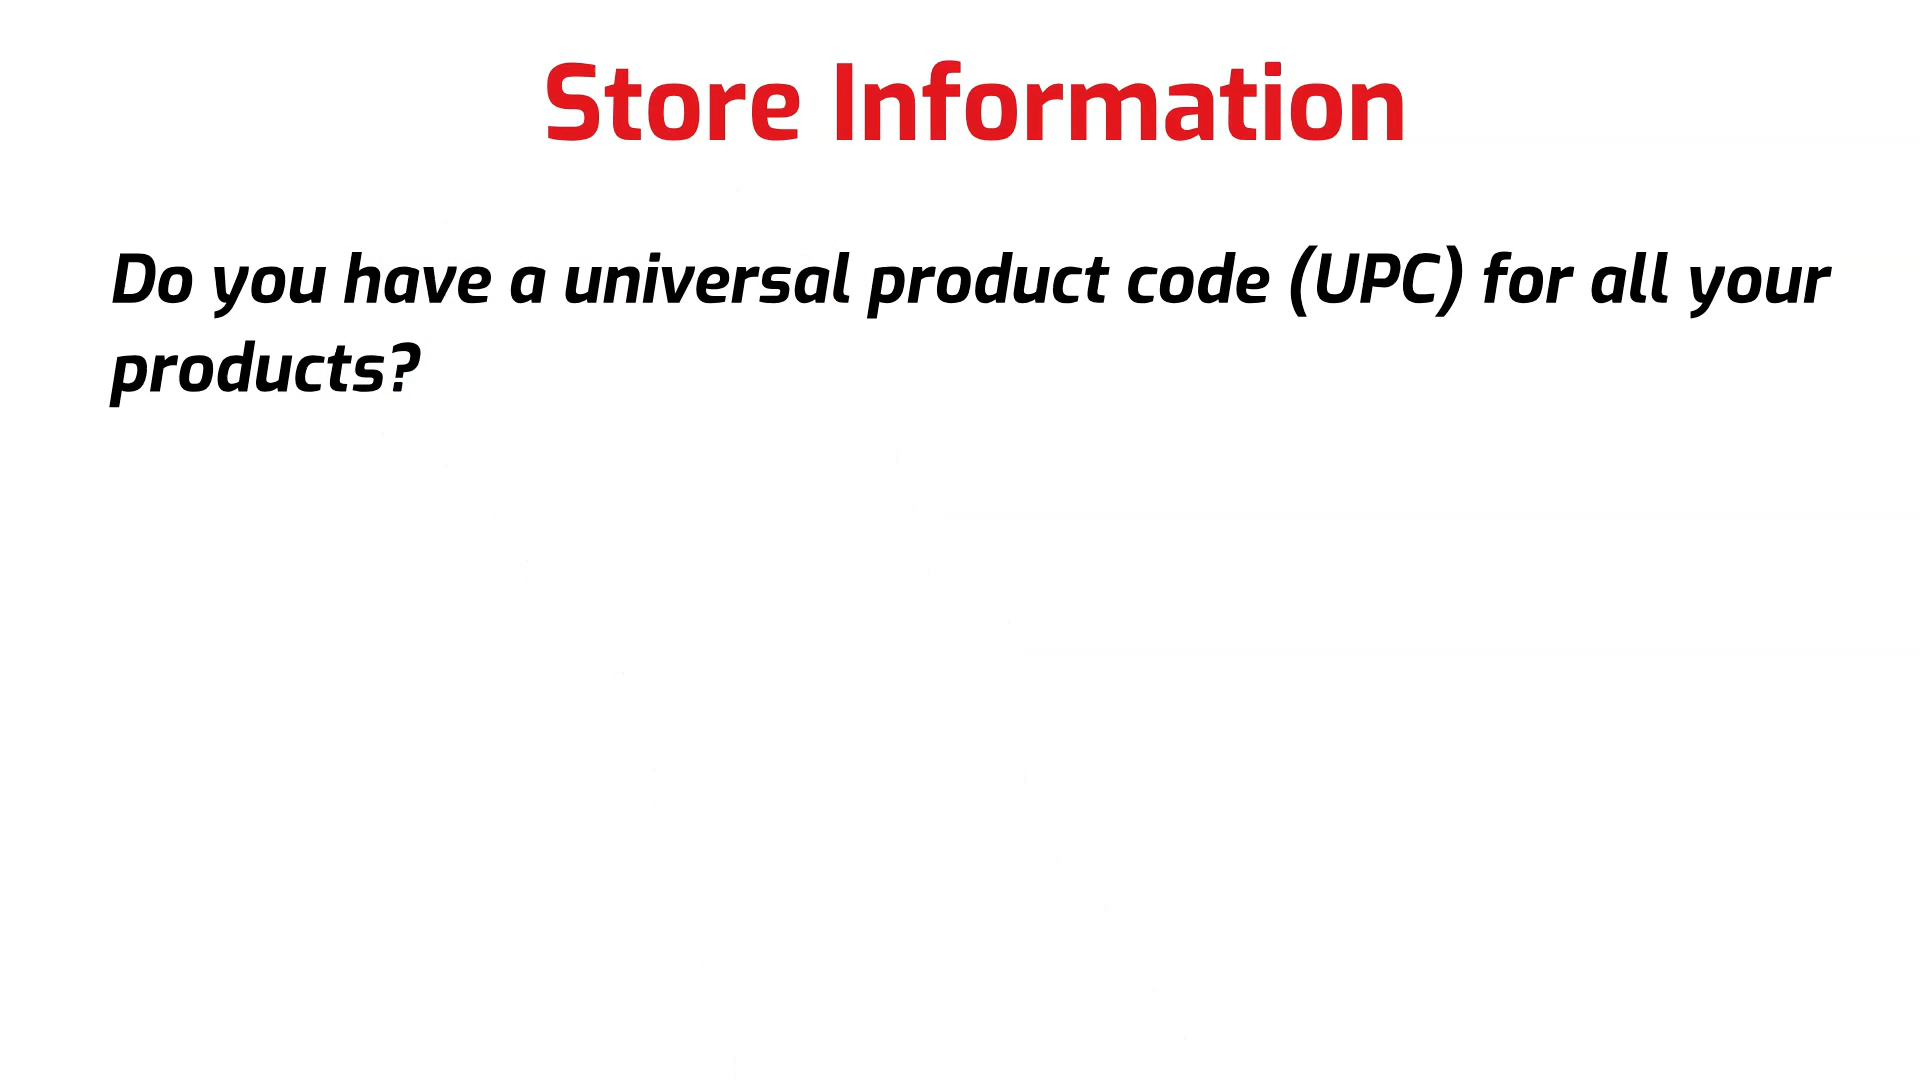 Store Information
Do you have a universal product code (UPC) for all your
products?